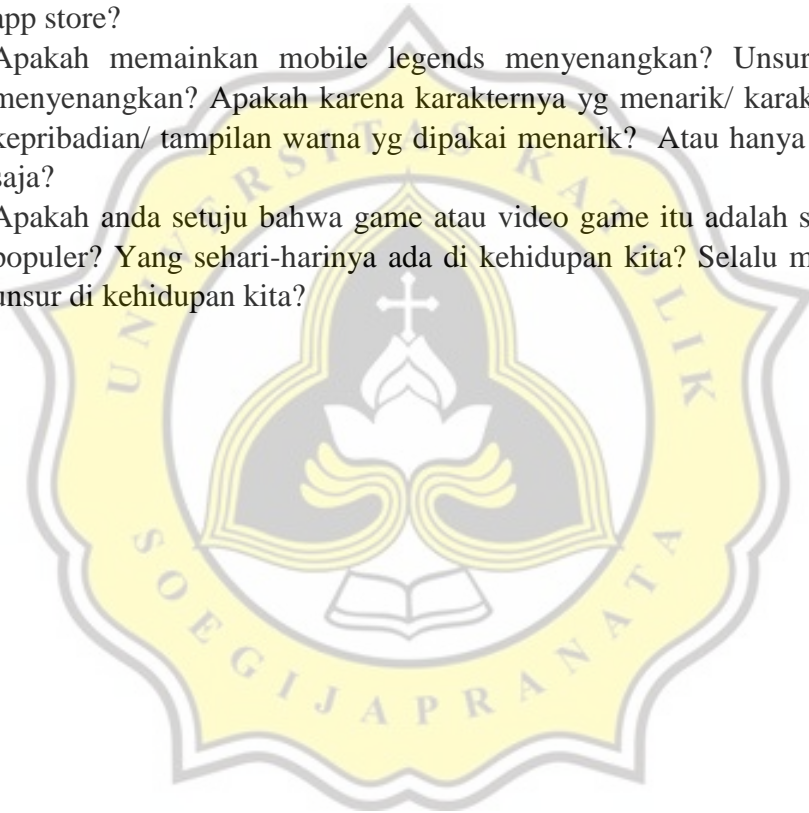 app store?
Apakah memainkan mobile legends menyenangkan? Unsur
menyenangkan? Apakah karena karakternya yg menarik/ karak
kepribadian/ tampilan warna yg dipakai menarik? Atau hanya
saja?
Apakah anda setuju bahwa game atau video game itu adalah s
populer? Yang sehari-harinya ada di kehidupan kita? Selalu m
unsur di kehidupan kita?
UNIVERSITAS KATOLIK
SOEGIJAPRANATA